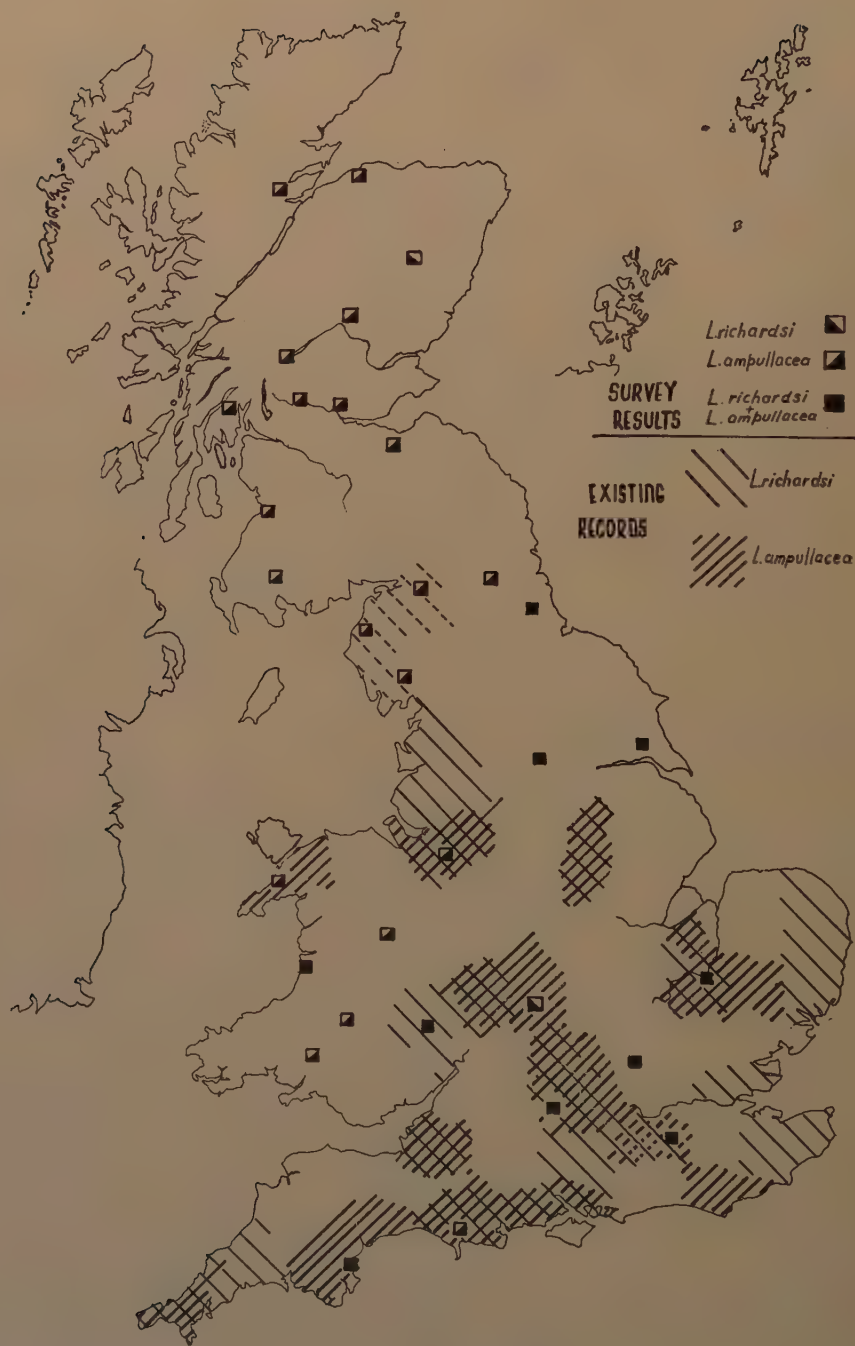 L.richardsi
L.ampullacea
SURVEY
RESULTS
L. richardsi
+
L. ampullacea
EXISTING
RECORDS
L.richardsi
L.ampullacea